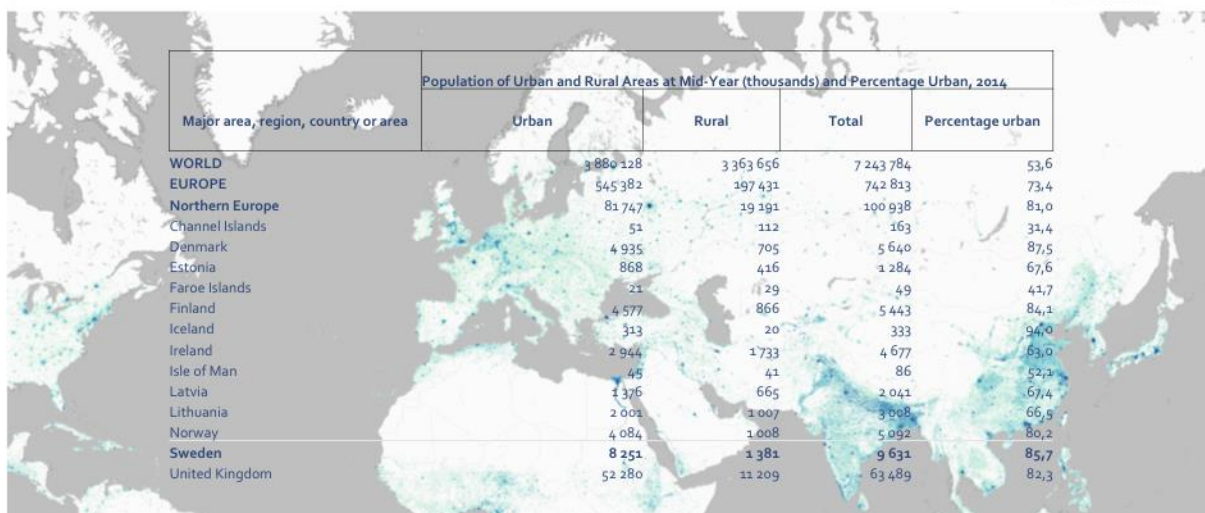 Population of Urban and Rural Areas at Mid-Year (thousands) and Percentage Urban, 2014
Major area, region, country or area Urban Rural Total Percentage urban
WORLD 3 880 128 3 363 656 7 243 784 53,6
EUROPE 545 382 197 431 742 813 73,4
Northern Europe 81 747 19 191 100 938 81,0
Channel Islands 51 112 163 31,4
Denmark 4 935 705 5 640 87,5
Estonia 868 416 1 284 67,6
Faroe Islands 21 29 49 41,7
Finland 4 577 866 5 443 84,1
Iceland 313 20 333 94,0
Ireland 2 944 1 733 4 677 63,0
Isle of Man 45 41 86 52,1
Latvia 1 376 665 2 041 67,4
Lithuania 2 001 1 007 3 008 66,5
Norway 4 084 1 008 5 092 80,2
Sweden 8 251 1 381 9 631 85,7
United Kingdom 52 280 11 209 63 489 82,3